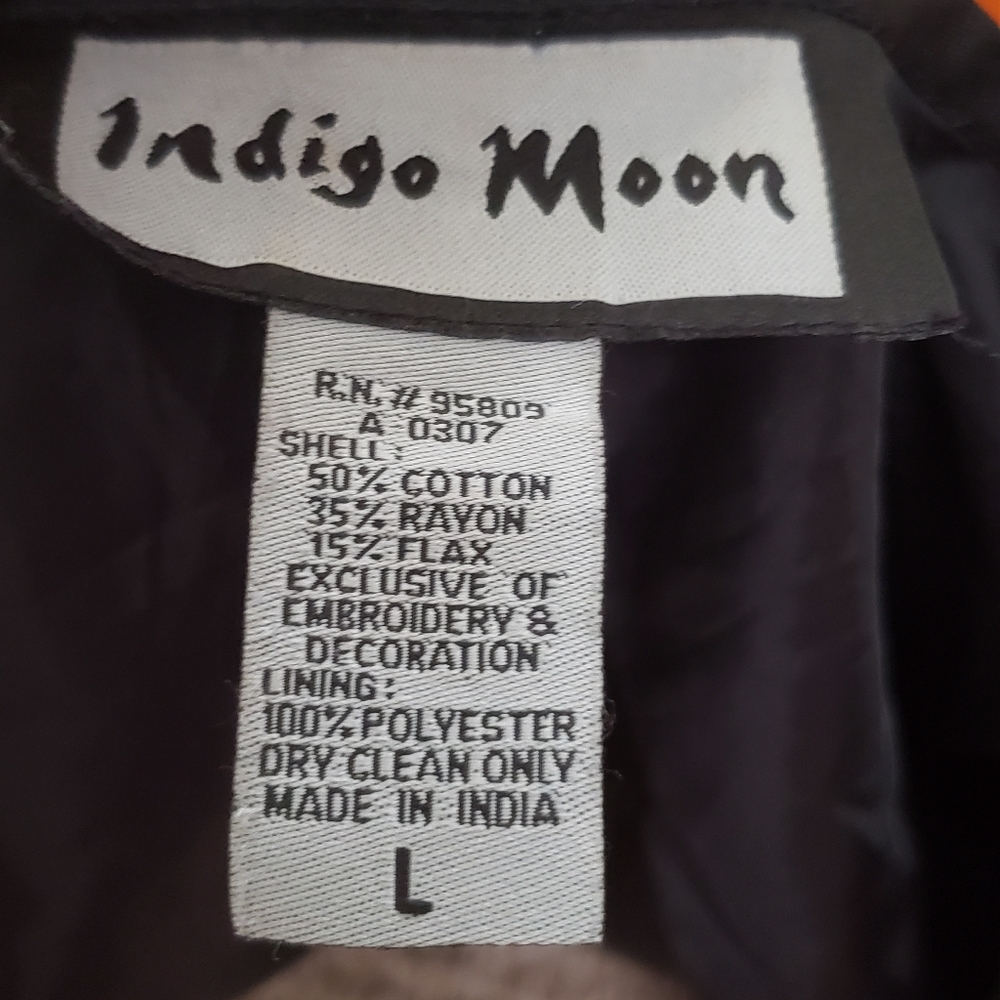 Indigo Moon
R.N. # 95809
A 0307
SHELL:
50% COTTON
35% RAYON
15% FLAX
EXCLUSIVE OF
EMBROIDERY &
DECORATION
LINING:
100% POLYESTER
DRY CLEAN ONLY
MADE IN INDIA
L